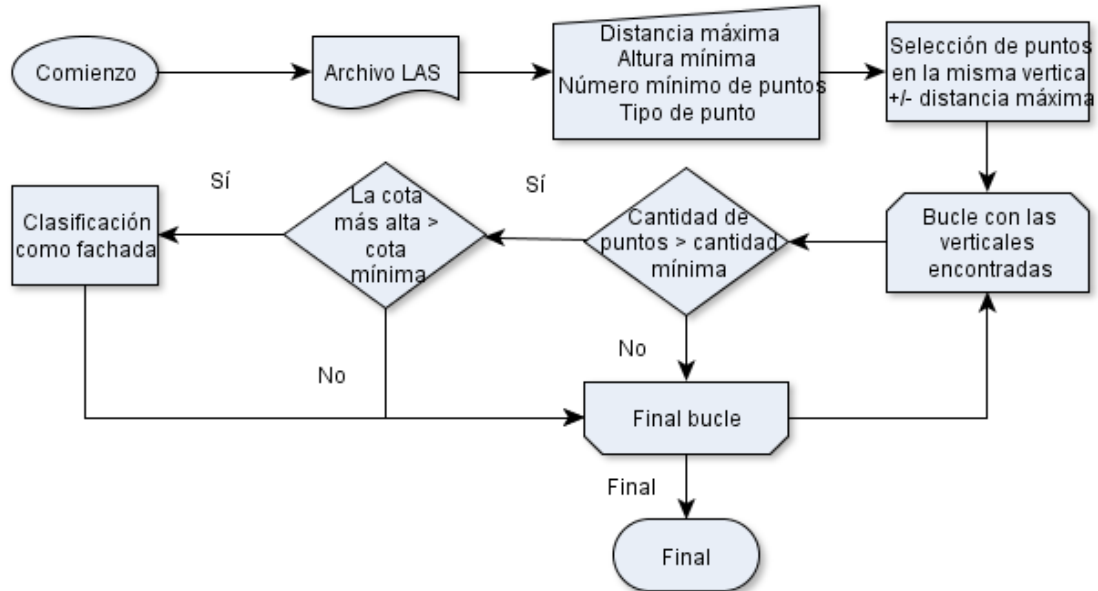 Comienzo
Archivo LAS
Distancia máxima
Altura mínima
Número mínimo de puntos
Tipo de punto
Selección de puntos
en la misma vertica
+/- distancia máxima
Bucle con las
verticales
encontradas
Cantidad de
puntos > cantidad
mínima
Sí
La cota
más alta >
cota
mínima
Sí
Clasificación
como fachada
No
No
Final bucle
Final
Final